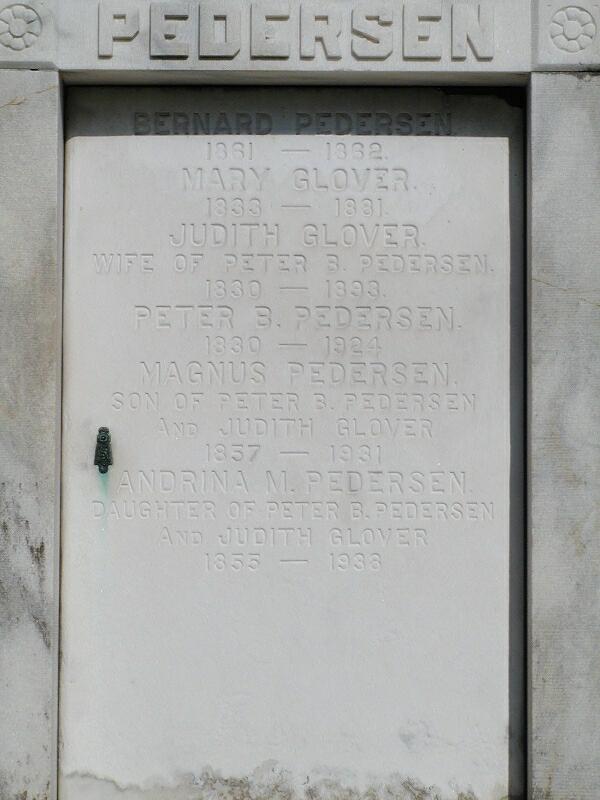 PEDERSEN
BERNARD PEDERSEN.
1861 — 1862.
MARY GLOVER.
1833 — 1881.
JUDITH GLOVER.
WIFE OF PETER B. PEDERSEN.
1830 — 1893.
PETER B. PEDERSEN.
1830 — 1924
MAGNUS PEDERSEN.
SON OF PETER B. PEDERSEN
AND JUDITH GLOVER
1857 — 1931
ANDRINA M. PEDERSEN.
DAUGHTER OF PETER B. PEDERSEN
AND JUDITH GLOVER
1855 — 1938